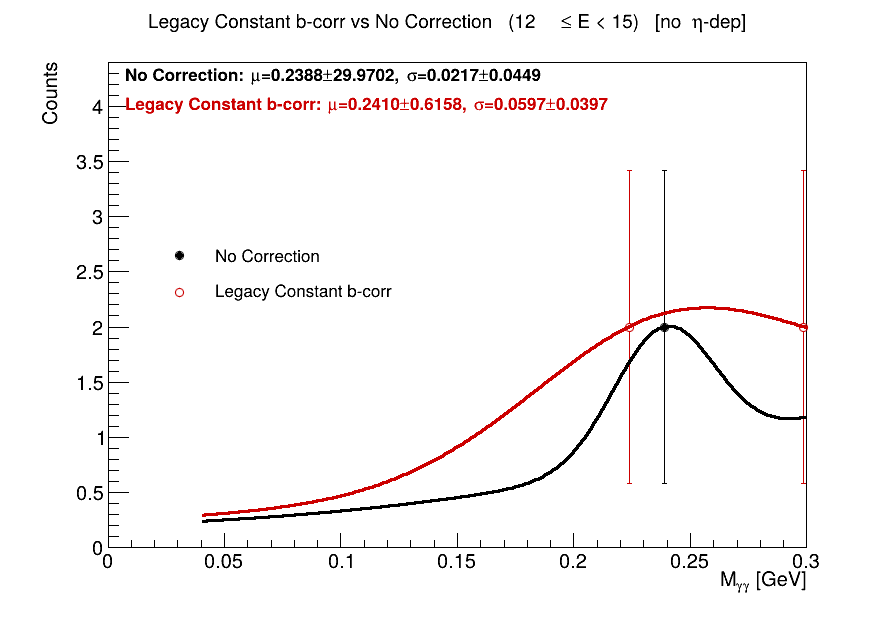 Legacy Constant b-corr vs No Correction (12 ≤ E < 15) [no η-dep]
No Correction: μ=0.2388±29.9702, σ=0.0217±0.0449
Legacy Constant b-corr: μ=0.2410±0.6158, σ=0.0597±0.0397
Counts
4
3.5
3
2.5
2
1.5
1
0.5
0
No Correction
Legacy Constant b-corr
0 0.05 0.1 0.15 0.2 0.25 0.3
Mγγ [GeV]